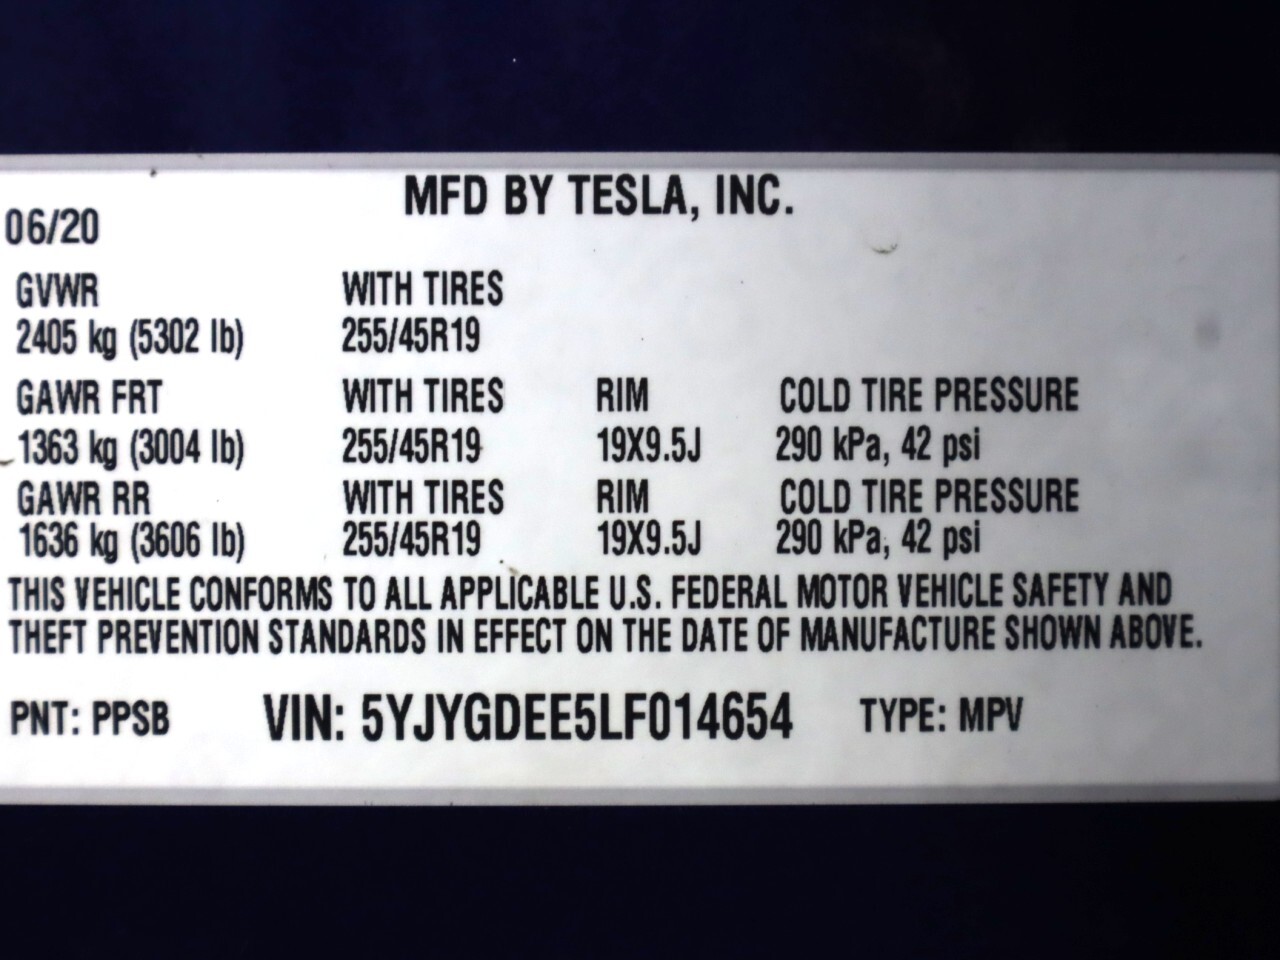 MFD BY TESLA, INC.
06/20
GVWR WITH TIRES
2405 kg (5302 lb) 255/45R19
GAWR FRT WITH TIRES RIM COLD TIRE PRESSURE
1363 kg (3004 lb) 255/45R19 19X9.5J 290 kPa, 42 psi
GAWR RR WITH TIRES RIM COLD TIRE PRESSURE
1636 kg (3606 lb) 255/45R19 19X9.5J 290 kPa, 42 psi
THIS VEHICLE CONFORMS TO ALL APPLICABLE U.S. FEDERAL MOTOR VEHICLE SAFETY AND
THEFT PREVENTION STANDARDS IN EFFECT ON THE DATE OF MANUFACTURE SHOWN ABOVE.
PNT: PPSB VIN: 5YJYGDEE5LF014654 TYPE: MPV